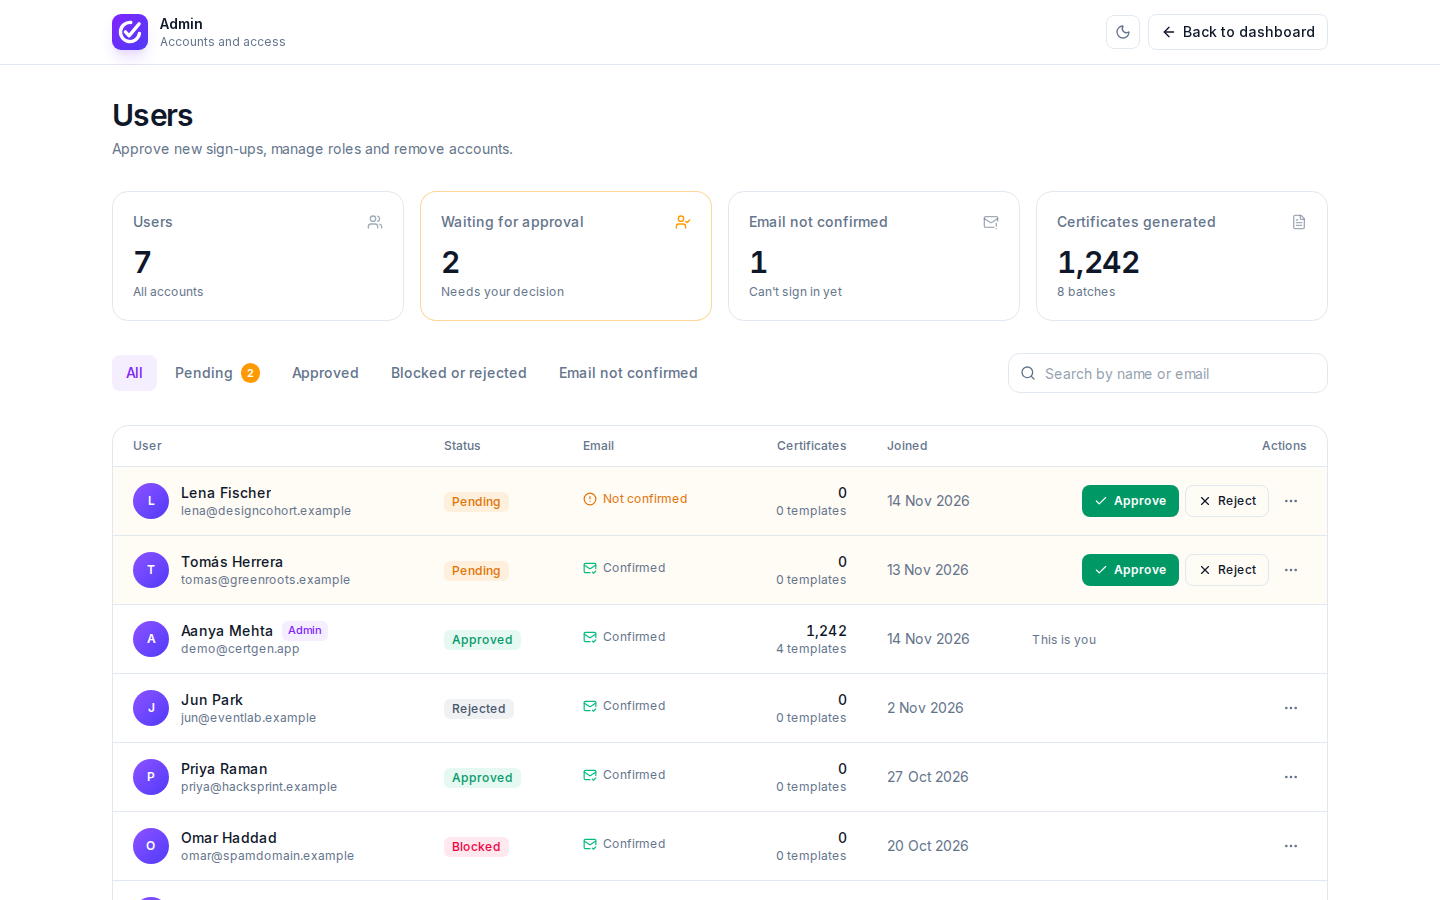 Admin
Accounts and access
Back to dashboard
Users
Approve new sign-ups, manage roles and remove accounts.
Users
7
All accounts
Waiting for approval
2
Needs your decision
Email not confirmed
1
Can't sign in yet
Certificates generated
1,242
8 batches
All Pending 2 Approved Blocked or rejected Email not confirmed
Search by name or email
User Status Email Certificates Joined Actions
L Lena Fischer
lena@designcohort.example
Pending
Not confirmed
0
0 templates
14 Nov 2026
Approve Reject
T Tomás Herrera
tomas@greenroots.example
Pending
Confirmed
0
0 templates
13 Nov 2026
Approve Reject
A Aanya Mehta Admin
demo@certgen.app
Approved
Confirmed
1,242
4 templates
14 Nov 2026
This is you
J Jun Park
jun@eventlab.example
Rejected
Confirmed
0
0 templates
2 Nov 2026
P Priya Raman
priya@hacksprint.example
Approved
Confirmed
0
0 templates
27 Oct 2026
O Omar Haddad
omar@spamdomain.example
Blocked
Confirmed
0
0 templates
20 Oct 2026